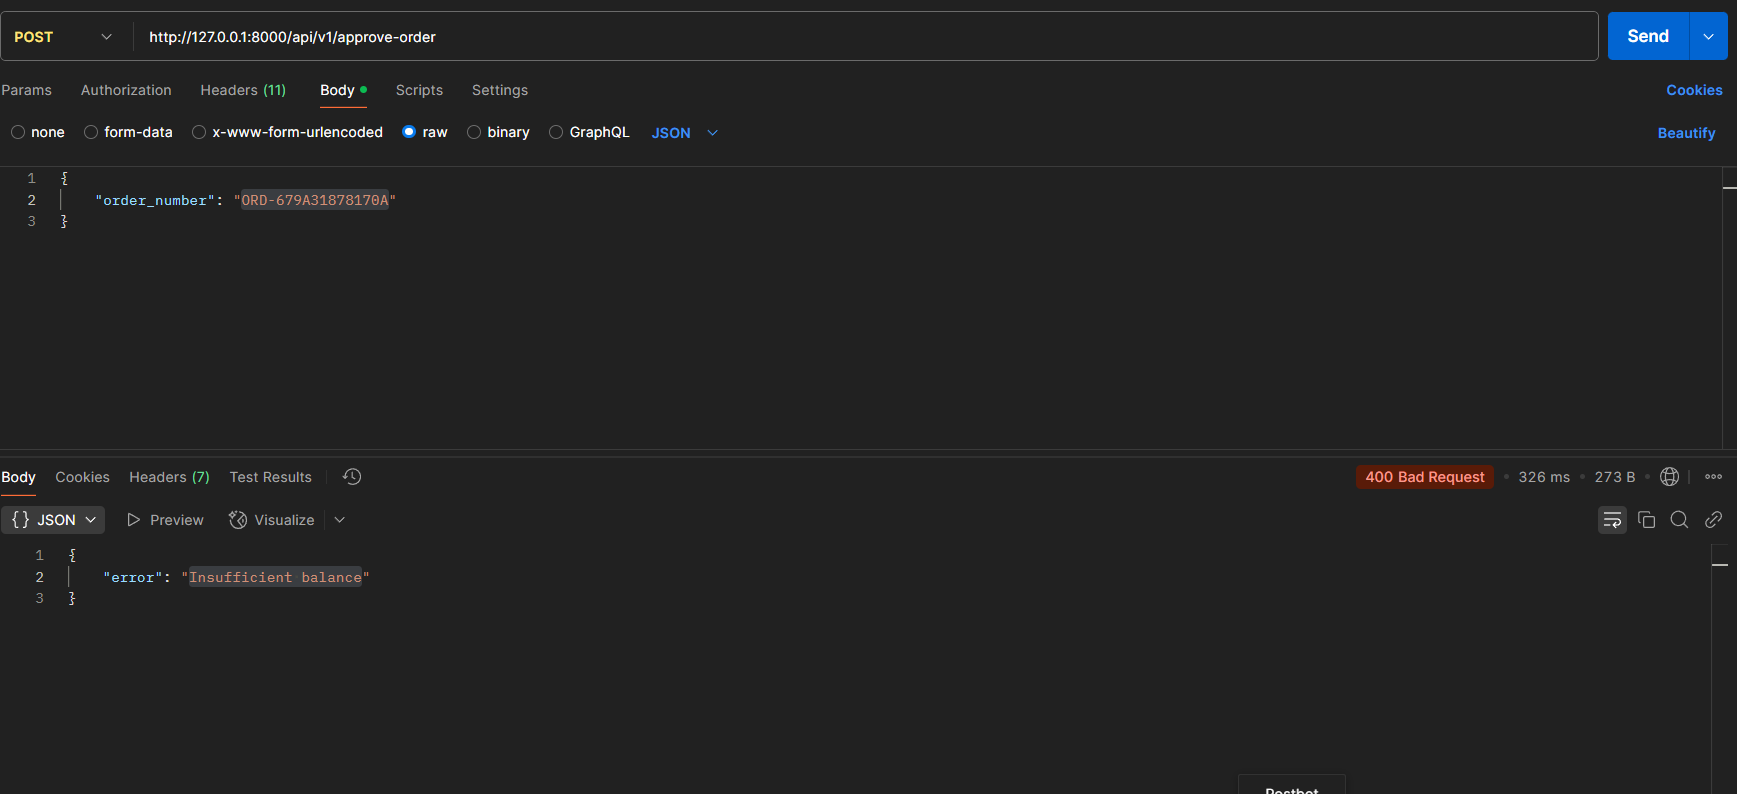 POST http://127.0.0.1:8000/api/v1/approve-order Send
Params Authorization Headers (11) Body Scripts Settings Cookies
none form-data x-www-form-urlencoded raw binary GraphQL JSON Beautify
1 {
2 "order_number": "ORD-679A31878170A"
3 }
Body Cookies Headers (7) Test Results 400 Bad Request 326 ms 273 B
{} JSON Preview Visualize
1 {
2 "error": "Insufficient balance"
3 }
Postbot